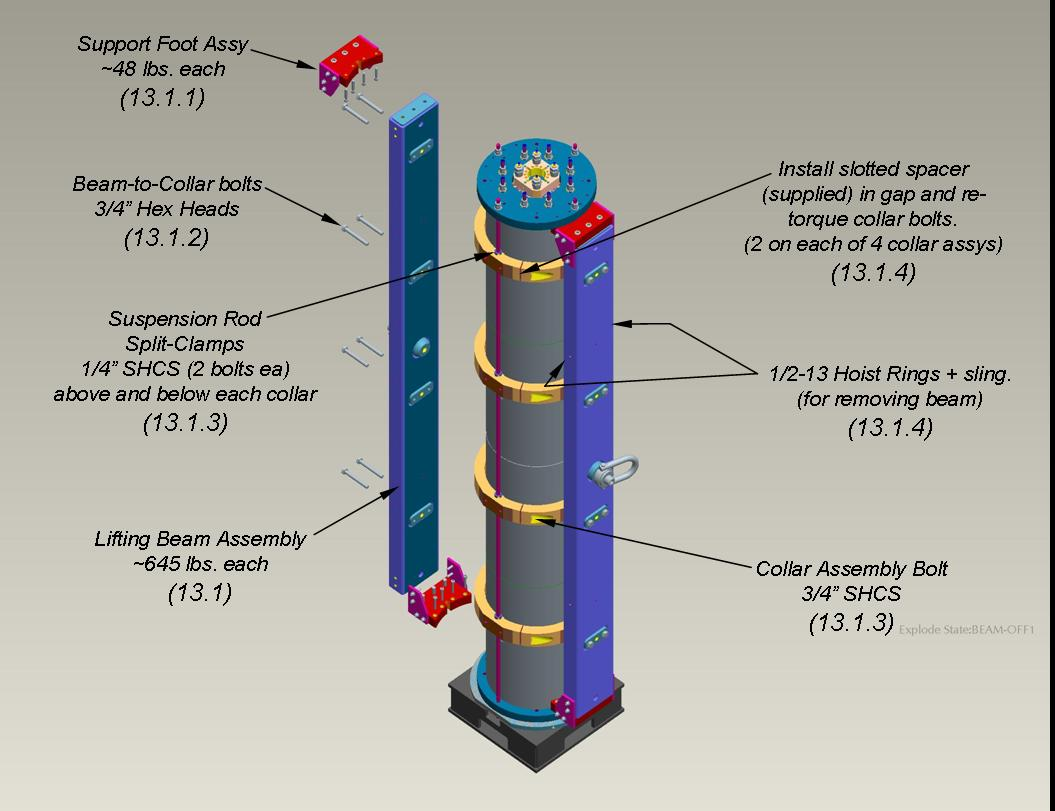 Support Foot Assy
~48 lbs. each
(13.1.1)
Beam-to-Collar bolts
3/4” Hex Heads
(13.1.2)
Suspension Rod
Split-Clamps
1/4” SHCS (2 bolts ea)
above and below each collar
(13.1.3)
Lifting Beam Assembly
~645 lbs. each
(13.1)
Install slotted spacer
(supplied) in gap and re-
torque collar bolts.
(2 on each of 4 collar assys)
(13.1.4)
1/2-13 Hoist Rings + sling.
(for removing beam)
(13.1.4)
Collar Assembly Bolt
3/4” SHCS
(13.1.3)
Explode State:BEAM-OFF1